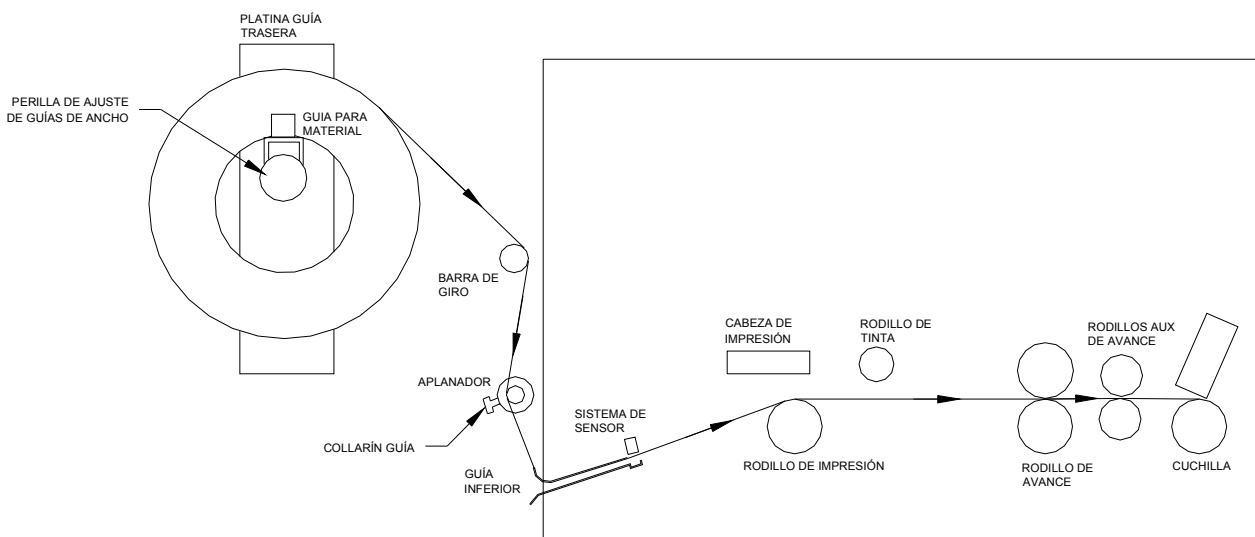 PLATINA GUÍA
TRASERA
PERILLA DE AJUSTE
DE GUÍAS DE ANCHO
GUIA PARA
MATERIAL
BARRA DE
GIRO
APLANADOR
COLLARÍN GUÍA
GUÍA
INFERIOR
SISTEMA DE
SENSOR
CABEZA DE
IMPRESIÓN
RODILLO DE
TINTA
RODILLOS AUX
DE AVANCE
RODILLO DE IMPRESIÓN
RODILLO DE
AVANCE
CUCHILLA